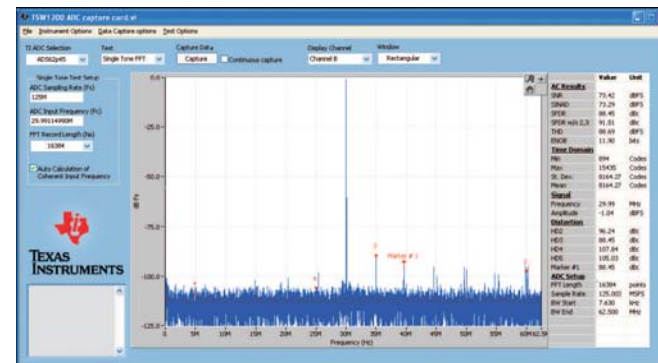 TSW1200 ADC capture card.vi
File Instrument Options Data Capture options Test Options
TI ADC Selection
ADS62p45
Test
Single Tone FFT
Capture Data
Capture
Continuous capture
Display Channel
Channel B
Window
Rectangular
Single Tone Test Setup
ADC Sampling Rate (Fs)
125M
ADC Input Frequency (Fc)
29.99114990M
FFT Record Length (Ns)
16384
Auto Calculation of
Coherent Input Frequency
TEXAS
INSTRUMENTS
0.0
-25.0
-50.0
-75.0
-100.0
-125.0
dBFs
Marker # 1
0 5M 10M 15M 20M 25M 30M 35M 40M 45M 50M 55M 60M 62.5M
Frequency (Hz)
Value Unit
AC Results
SNR 73.42 dBFS
SINAD 73.29 dBFS
SFDR 88.45 dBc
SFDR w/o 2,3 91.51 dBc
THD 88.69 dBFS
ENOB 11.90 bits
Time Domain
Min 894 Codes
Max 15435 Codes
St. Dev. 8164.27 Codes
Mean 8164.27 Codes
Signal
Frequency 29.99 MHz
Amplitude -1.04 dBFS
Distortion
HD2 96.24 dBc
HD3 88.45 dBc
HD4 107.84 dBc
HD5 105.03 dBc
Marker #1 88.45 dBc
ADC Setup
FFT Length 16384 points
Sample Rate 125.003 MSPS
BW Start 7.630 kHz
BW End 62.500 MHz